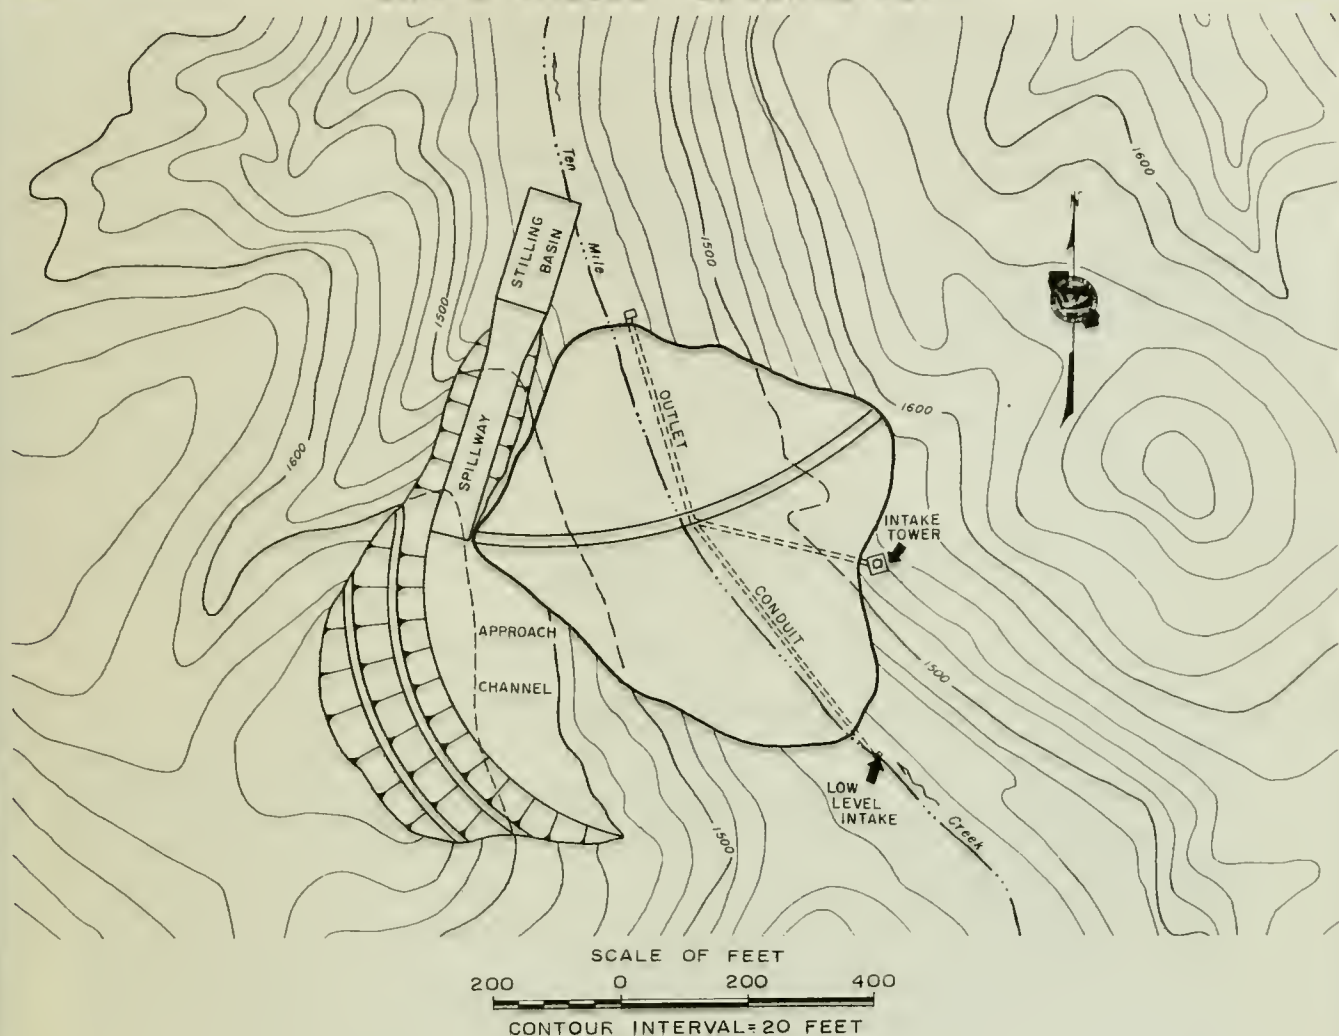 Ten
Mile
1600
STILLING
BASIN
1500
1500
SPILLWAY
OUTLET
1600
1600
INTAKE
TOWER
CONDUIT
APPROACH
CHANNEL
1500
LOW
LEVEL
INTAKE
Creek
1500
SCALE OF FEET
200 0 200 400
CONTOUR INTERVAL=20 FEET